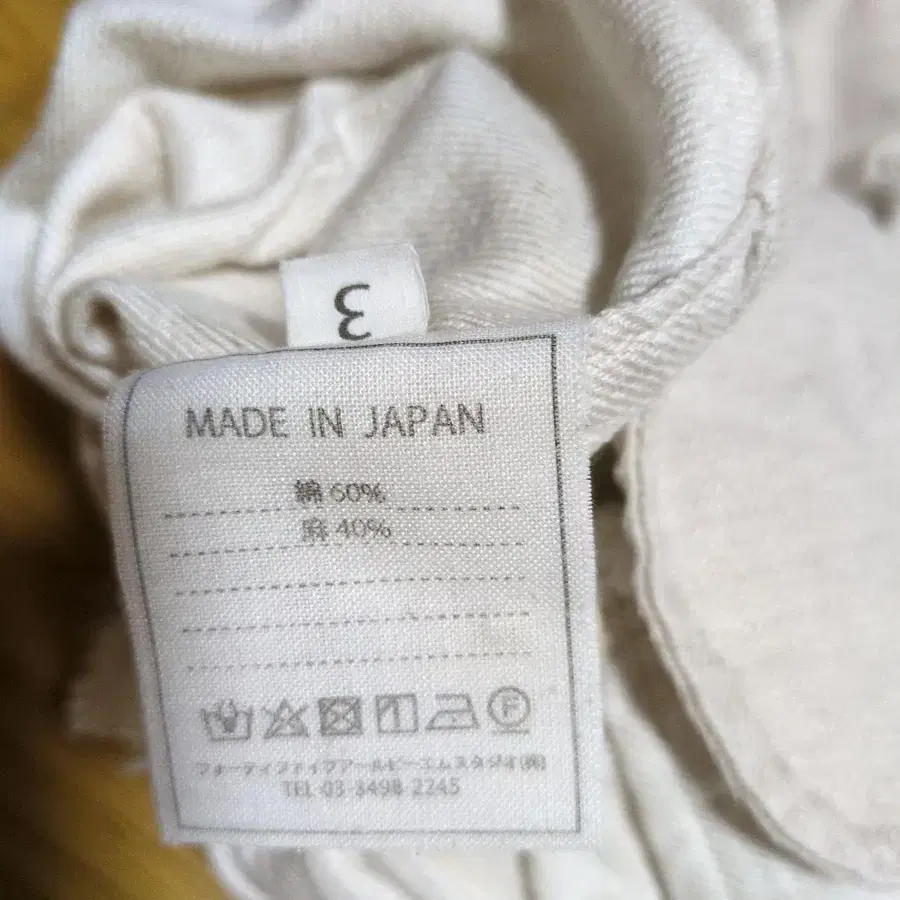 3
MADE IN JAPAN
綿 60%
麻 40%
フォーティファイブアールピーエムスタジオ(株)
TEL 03-3498-2245